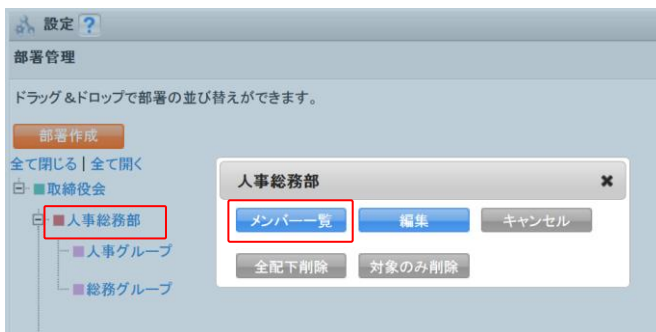 設定 ?
部署管理
ドラッグ&ドロップで部署の並び替えができます。
部署作成
全て閉じる | 全て開く
取締役会
人事総務部
人事グループ
総務グループ
人事総務部 ✖
メンバー一覧 編集 キャンセル
全配下削除 対象のみ削除